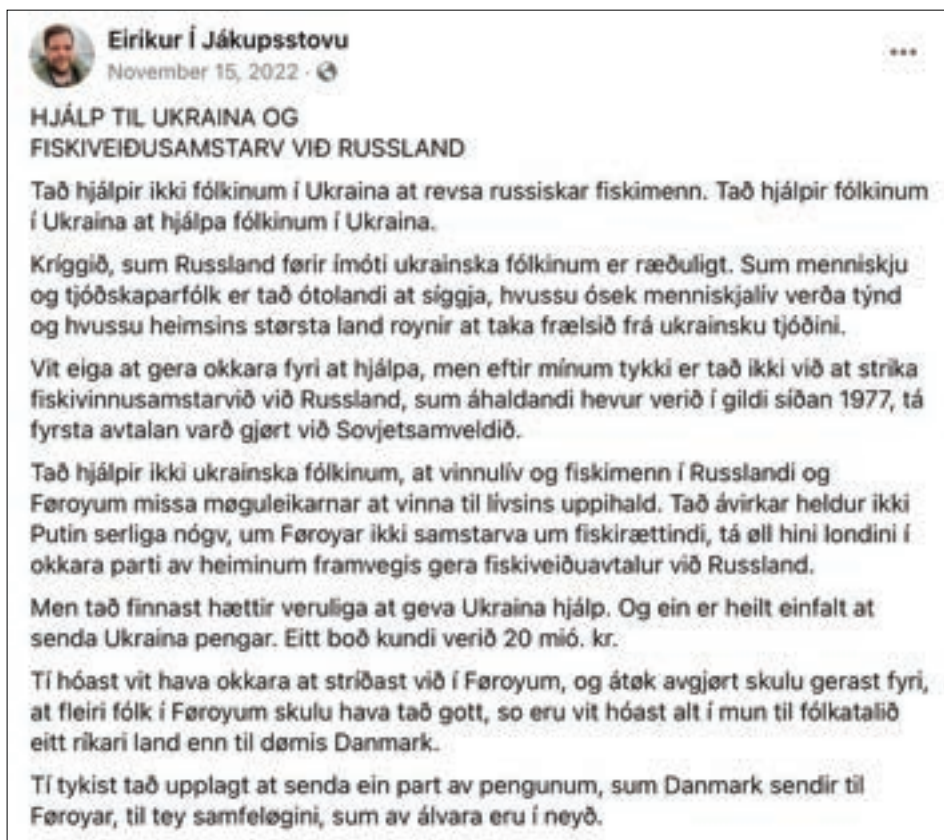 Eirikur Í Jákupsstovu
November 15, 2022 ·
HJÁLP TIL UKRAINA OG
FISKIVEIÐUSAMSTARV VIÐ RUSSLAND
Tað hjálpir ikki fólkinum í Ukraina at revsa russiskar fiskimenn. Tað hjálpir fólkinum
í Ukraina at hjálpa fólkinum í Ukraina.
Kríggið, sum Russland førir ímóti ukrainska fólkinum er ræðuligt. Sum menniskju
og tjóðskaparfólk er tað ótolandi at síggja, hvussu ósek menniskjalív verða týnd
og hvussu heimsins størsta land roynir at taka frælsið frá ukrainsku tjóðini.
Vit eiga at gera okkara fyri at hjálpa, men eftir mínum tykki er tað ikki við at strika
fiskivinnusamstarvið við Russland, sum áhaldandi hevur verið í gildi síðan 1977, tá
fyrsta avtalan varð gjørt við Sovjetsamveldið.
Tað hjálpir ikki ukrainska fólkinum, at vinnulív og fiskimenn í Russlandi og
Føroyum missa møguleikarnar at vinna til lívsins uppihald. Tað ávirkar heldur ikki
Putin serliga nógv, um Føroyar ikki samstarva um fiskirættindi, tá øll hini londini í
okkara parti av heiminum framvegis gera fiskiveiðuavtalur við Russland.
Men tað finnast hættir veruliga at geva Ukraina hjálp. Og ein er heilt einfalt at
senda Ukraina pengar. Eitt boð kundi verið 20 mió. kr.
Tí hóast vit hava okkara at stríðast við í Føroyum, og átøk avgjørt skulu gerast fyri,
at fleiri fólk í Føroyum skulu hava tað gott, so eru vit hóast alt í mun til fólkatalið
eitt ríkari land enn til dømis Danmark.
Tí tykist tað upplagt at senda ein part av pengunum, sum Danmark sendir til
Føroyar, til tey samfeløgini, sum av álvara eru í neyð.